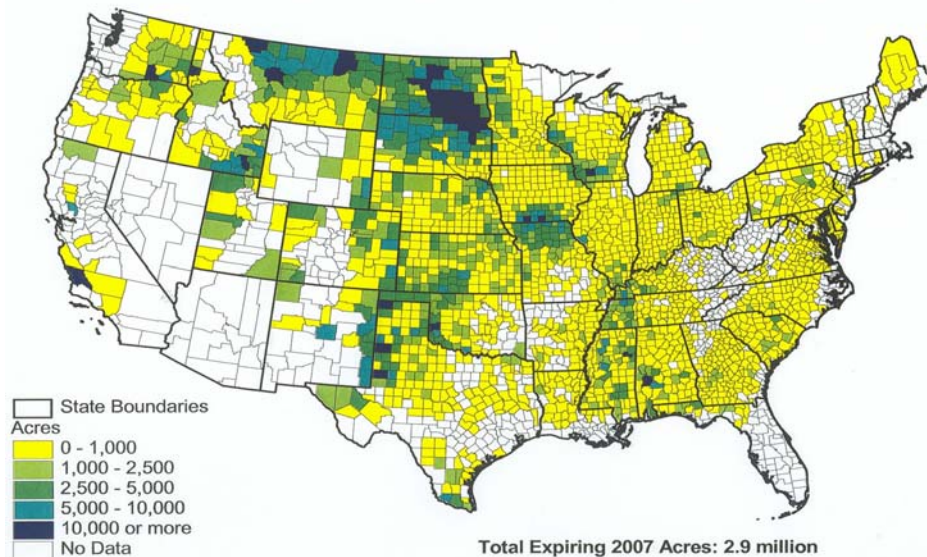 State Boundaries
Acres
0 - 1,000
1,000 - 2,500
2,500 - 5,000
5,000 - 10,000
10,000 or more
No Data
Total Expiring 2007 Acres: 2.9 million